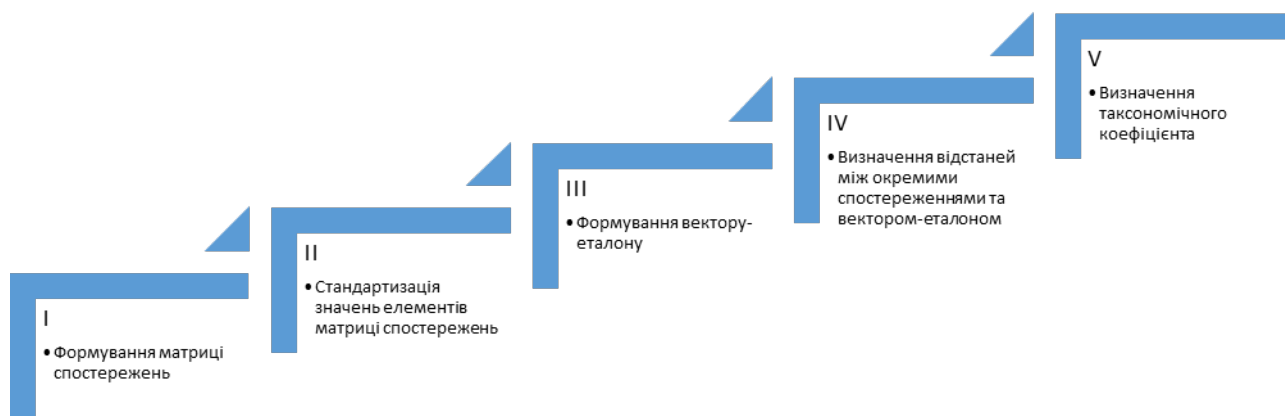 I
• Формування матриці
спостережень
II
• Стандартизація
значень елементів
матриці спостережень
III
• Формування вектору-
еталону
IV
• Визначення відстаней
між окремими
спостереженнями та
вектором-еталоном
V
• Визначення
таксономічного
коефіцієнта